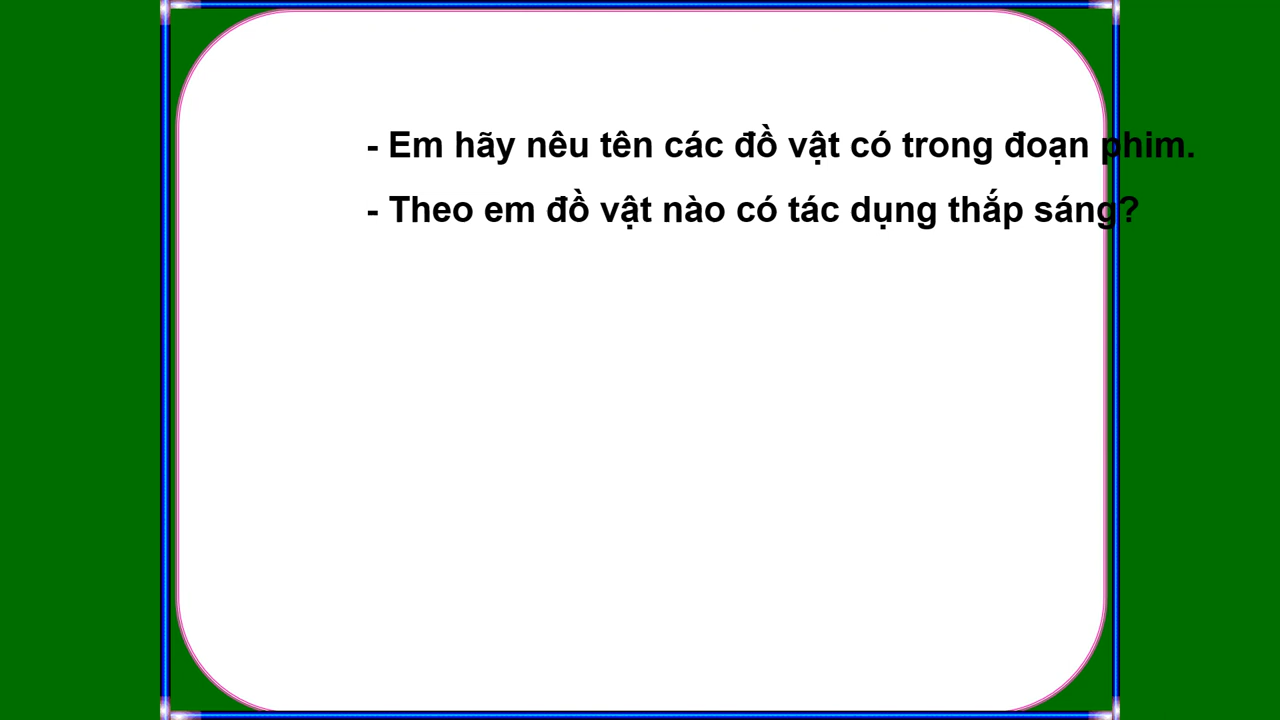 - Em hãy nêu tên các đồ vật có trong đoạn phim.
- Theo em đồ vật nào có tác dụng thắp sáng?